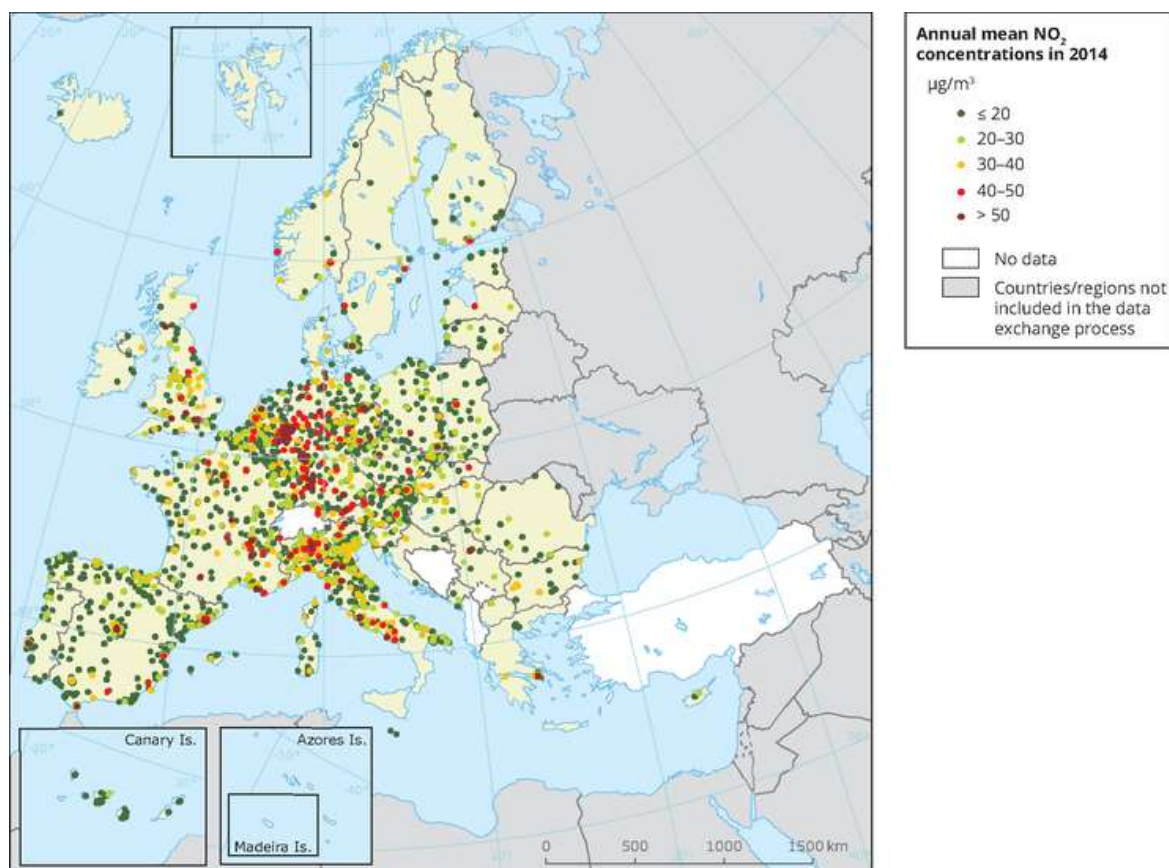 Canary Is.
Azores Is.
Madeira Is.
0 500 1000 1500 km
Annual mean NO₂
concentrations in 2014
µg/m³
≤ 20
20–30
30–40
40–50
> 50
No data
Countries/regions not
included in the data
exchange process